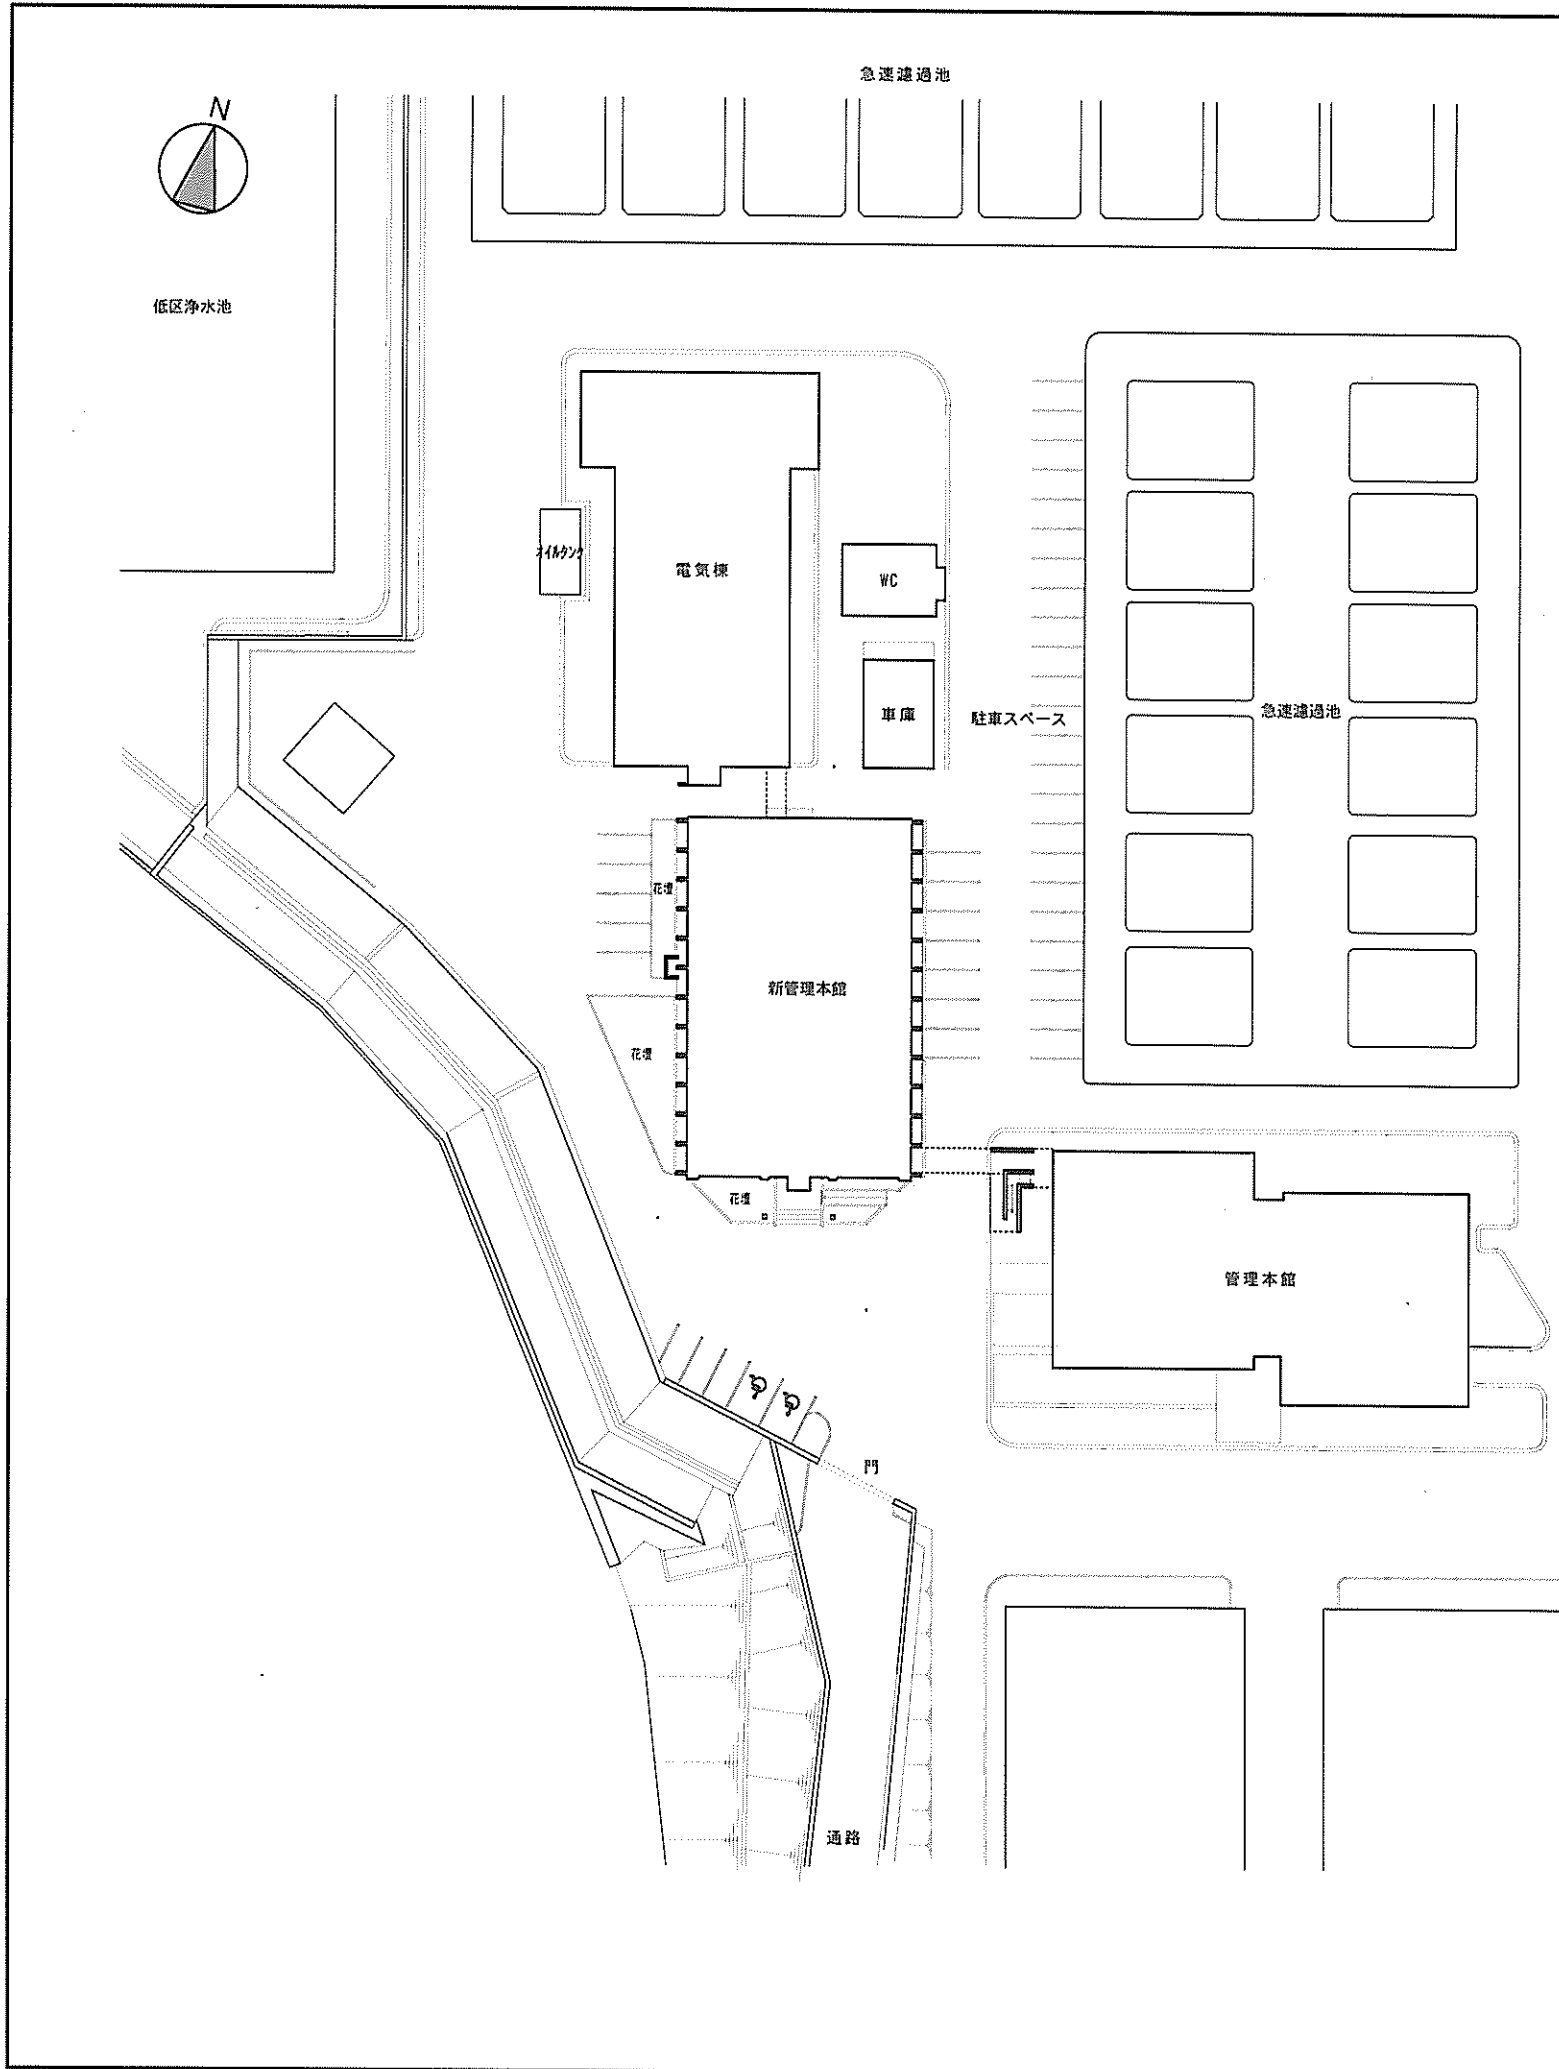 急速濾過池
N
低区浄水池
オイルタンク
電気棟
WC
車庫
駐車スペース
急速濾過池
花壇
新管理本館
花壇
花壇
管理本館
門
通路